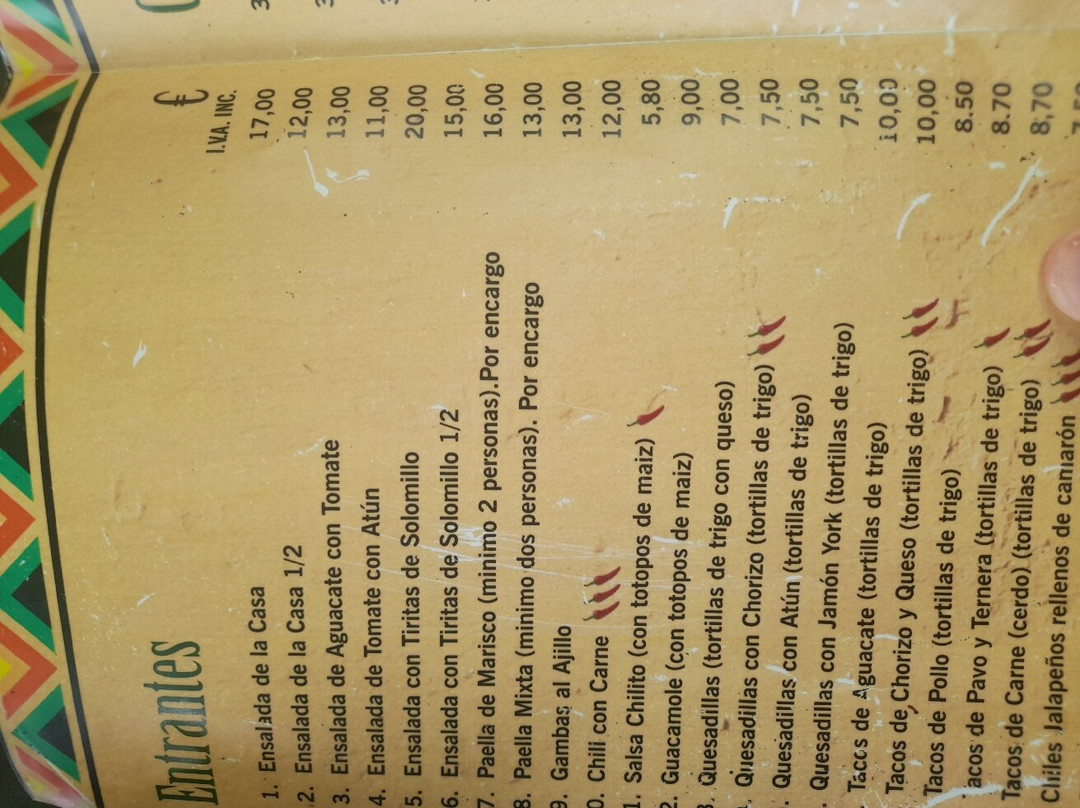 Entrantes €
I.V.A. INC.
1. Ensalada de la Casa 17,00
2. Ensalada de la Casa 1/2 12,00
3. Ensalada de Aguacate con Tomate 13,00
4. Ensalada de Tomate con Atún 11,00
5. Ensalada con Tiritas de Solomillo 20,00
6. Ensalada con Tiritas de Solomillo 1/2 15,00
7. Paella de Marisco (minimo 2 personas).Por encargo 16,00
8. Paella Mixta (minimo dos personas). Por encargo 13,00
9. Gambas al Ajillo 13,00
0. Chili con Carne 12,00
1. Salsa Chilito (con totopos de maiz) 5,80
2. Guacamole (con totopos de maiz) 9,00
Quesadillas (tortillas de trigo con queso) 7,00
Quesadillas con Chorizo (tortillas de trigo) 7,50
Quesadillas con Atún (tortillas de trigo) 7,50
Quesadillas con Jamón York (tortillas de trigo) 7,50
Tacos de Aguacate (tortillas de trigo) 10,00
Tacos de Chorizo y Queso (tortillas de trigo) 10,00
Tacos de Pollo (tortillas de trigo) 8.50
acos de Pavo y Ternera (tortillas de trigo) 8.70
Tacos de Carne (cerdo) (tortillas de trigo) 8,70
Chiles Jalapeños rellenos de camarón